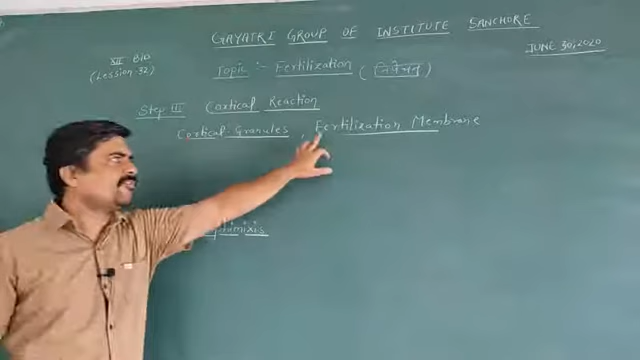 GAYATRI GROUP OF INSTITUTE SANCHORE
JUNE 30, 2020
XII Bio
(Lession-32)
Topic :- Fertilization (निषेचन)
Step III Cortical Reaction
Cortical Granules, Fertilization Membrane